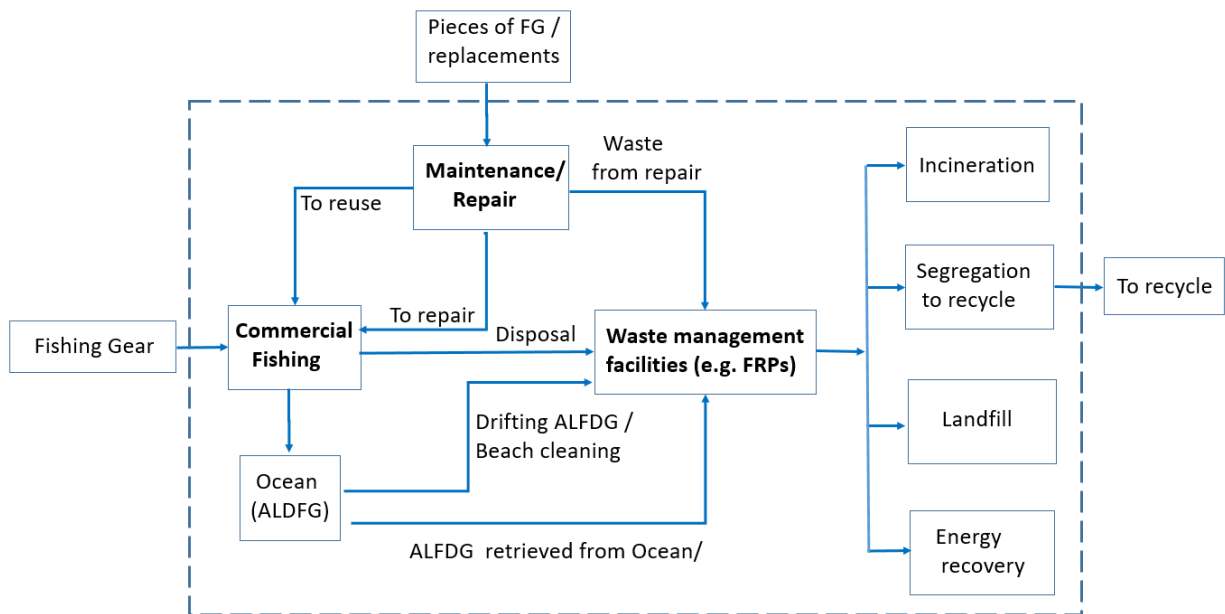 Pieces of FG /
replacements
Maintenance/
Repair
Waste
from repair
To reuse
To repair
Fishing Gear
Commercial
Fishing
Disposal
Waste management
facilities (e.g. FRPs)
Drifting ALFDG /
Beach cleaning
Ocean
(ALDFG)
ALFDG retrieved from Ocean/
Incineration
Segregation
to recycle
To recycle
Landfill
Energy
recovery